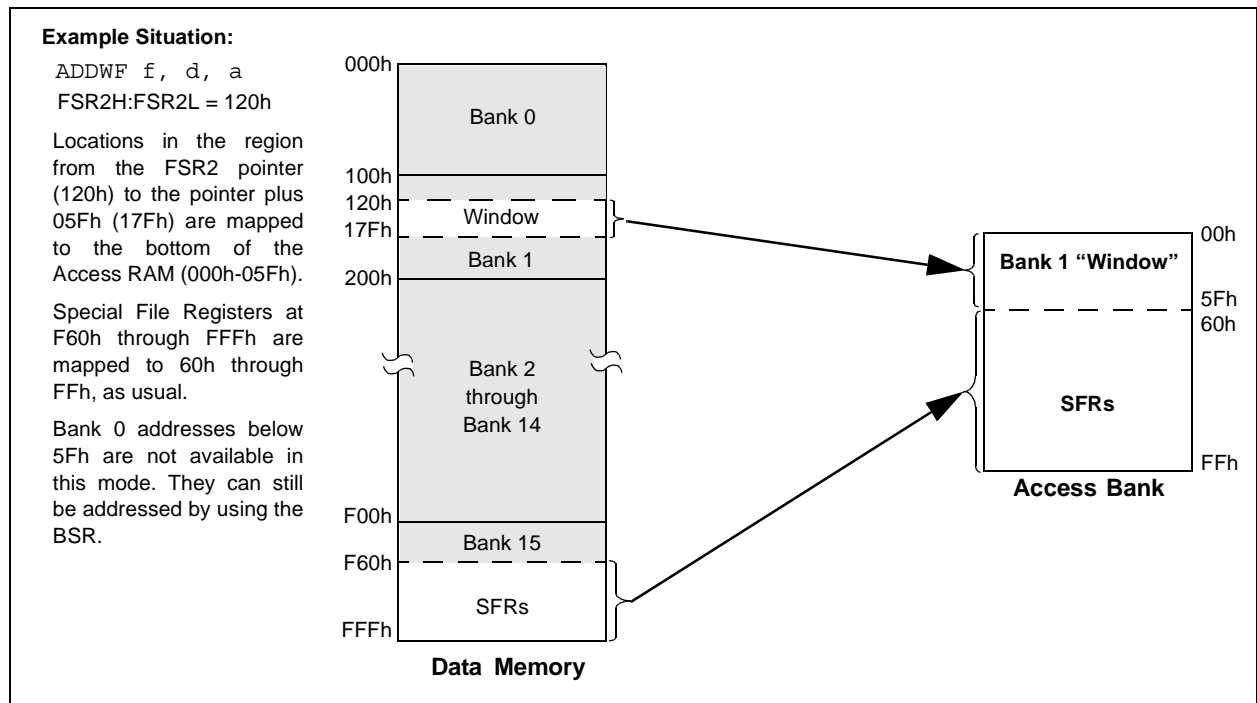 Example Situation:
ADDWF f, d, a
FSR2H:FSR2L = 120h
Locations in the region
from the FSR2 pointer
(120h) to the pointer plus
05Fh (17Fh) are mapped
to the bottom of the
Access RAM (000h-05Fh).
Special File Registers at
F60h through FFFh are
mapped to 60h through
FFh, as usual.
Bank 0 addresses below
5Fh are not available in
this mode. They can still
be addressed by using the
BSR.
000h
Bank 0
100h
120h
Window
17Fh
Bank 1
200h
Bank 2
through
Bank 14
F00h
Bank 15
F60h
SFRs
FFFh
Data Memory
00h
Bank 1 “Window”
5Fh
60h
SFRs
FFh
Access Bank